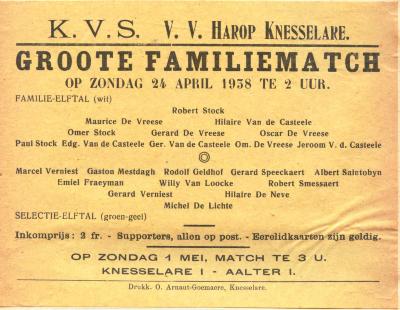 K. V. S. V. V. HAROP KNESSELARE.
GROOTE FAMILIEMATCH
OP ZONDAG 24 APRIL 1938 TE 2 UUR.
FAMILIE-ELFTAL (wit)
Robert Stock
Maurice De Vreese Hilaire Van de Casteele
Omer Stock Gerard De Vreese Oscar De Vreese
Paul Stock Edg. Van de Casteele Ger. Van de Casteele Om. De Vreese Jeroom V. d. Casteele
Marcel Verniest Gaston Mestdagh Rodolf Geldhof Gerard Speeckaert Albert Saintobyn
Emiel Fraeyman Willy Van Loocke Robert Smessaert
Gerard Verniest Hilaire De Neve
Michel De Lichte
SELECTIE-ELFTAL (groen-geel)
Inkomprijs : 2 fr. - Supporters, allen op post. - Eerelidkaarten zijn geldig.
OP ZONDAG 1 MEI, MATCH TE 3 U.
KNESSELARE I - AALTER I.
Drukk. O. Arnaut-Goemaere, Knesselare.